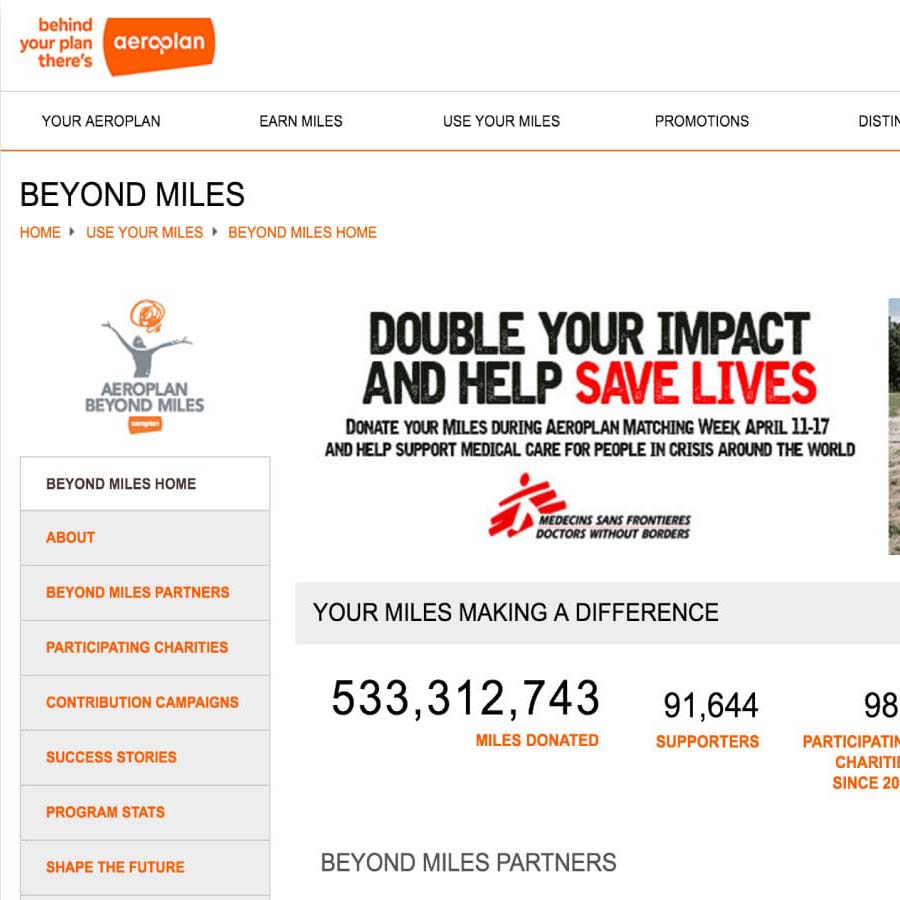 behind
your plan
there's
aeroplan
YOUR AEROPLAN EARN MILES USE YOUR MILES PROMOTIONS DISTIN
BEYOND MILES
HOME USE YOUR MILES BEYOND MILES HOME
AEROPLAN
BEYOND MILES
aeroplan
DOUBLE YOUR IMPACT
AND HELP SAVE LIVES
DONATE YOUR MILES DURING AEROPLAN MATCHING WEEK APRIL 11-17
AND HELP SUPPORT MEDICAL CARE FOR PEOPLE IN CRISIS AROUND THE WORLD
MEDECINS SANS FRONTIERES
DOCTORS WITHOUT BORDERS
BEYOND MILES HOME
ABOUT
BEYOND MILES PARTNERS
PARTICIPATING CHARITIES
CONTRIBUTION CAMPAIGNS
SUCCESS STORIES
PROGRAM STATS
SHAPE THE FUTURE
YOUR MILES MAKING A DIFFERENCE
533,312,743
MILES DONATED
91,644
SUPPORTERS
98
PARTICIPATIN
CHARITIE
SINCE 20
BEYOND MILES PARTNERS